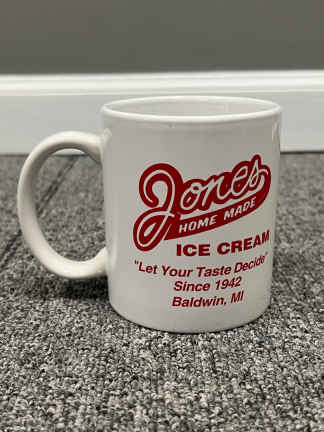 Jones
HOME MADE
ICE CREAM
"Let Your Taste Decide"
Since 1942
Baldwin, MI